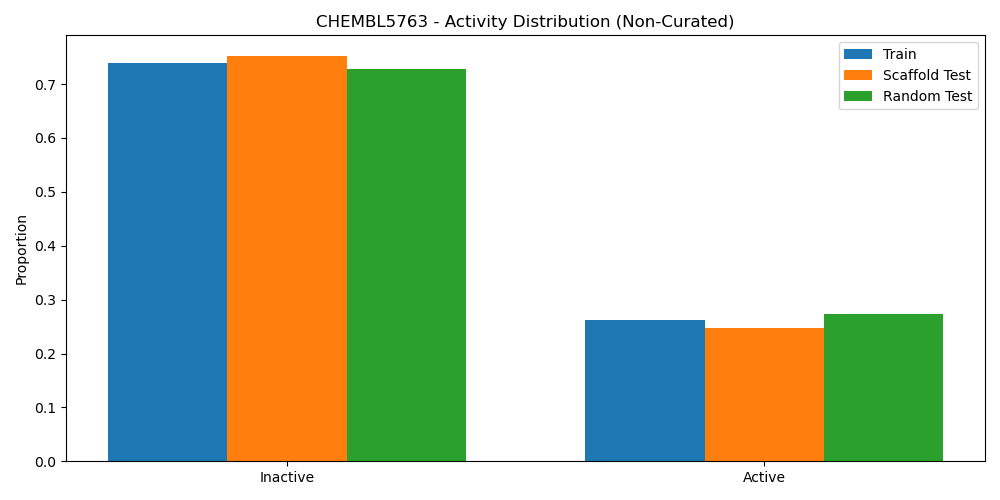 CHEMBL5763 - Activity Distribution (Non-Curated)
Train
Scaffold Test
Random Test
Proportion
0.7
0.6
0.5
0.4
0.3
0.2
0.1
0.0
Inactive
Active